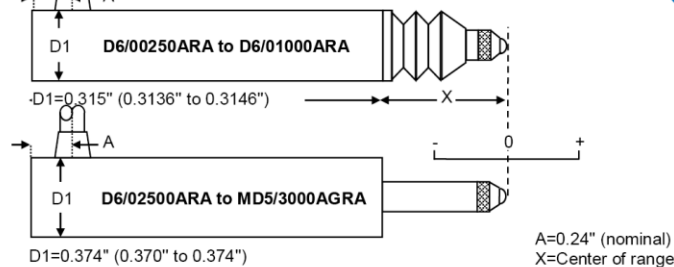 D1
D6/00250ARA to D6/01000ARA
D1=0.315" (0.3136" to 0.3146")
X
A
- 0 +
D1
D6/02500ARA to MD5/3000AGRA
D1=0.374" (0.370" to 0.374")
A=0.24" (nominal)
X=Center of range